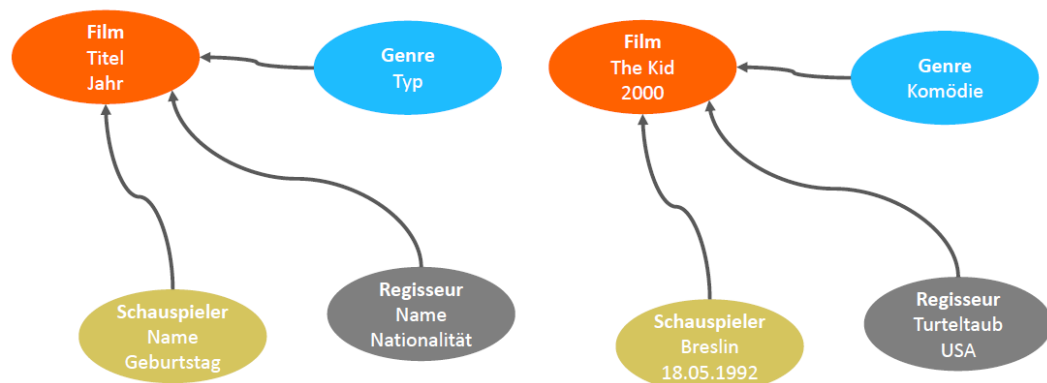 Film
Titel
Jahr
Genre
Typ
Schauspieler
Name
Geburtstag
Regisseur
Name
Nationalität
Film
The Kid
2000
Genre
Komödie
Schauspieler
Breslin
18.05.1992
Regisseur
Turteltaub
USA